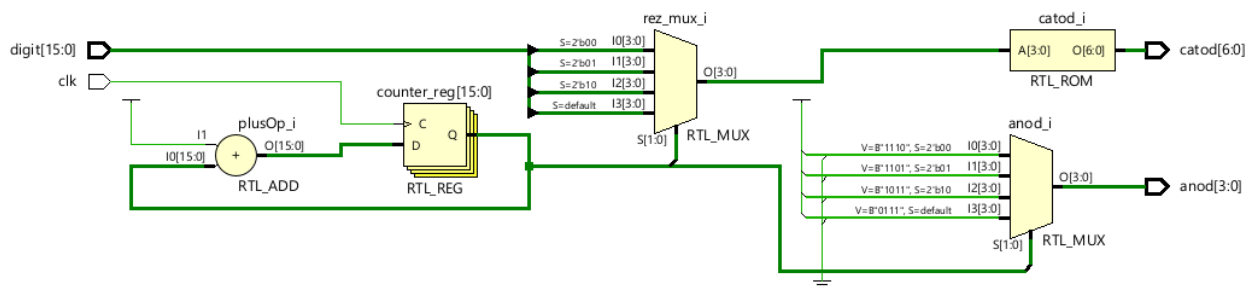 rez_mux_i
catod_i
digit[15:0]
S=2'b00
I0[3:0]
A[3:0]
O[6:0]
catod[6:0]
S=2'b01
I1[3:0]
O[3:0]
clk
S=2'b10
I2[3:0]
RTL_ROM
counter_reg[15:0]
S=default
I3[3:0]
plusOp_i
C
anod_i
I1
Q
S[1:0]
RTL_MUX
I0[15:0]
+
O[15:0]
D
V=B"1110", S=2'b00
I0[3:0]
RTL_ADD
RTL_REG
V=B"1101", S=2'b01
I1[3:0]
O[3:0]
anod[3:0]
V=B"1011", S=2'b10
I2[3:0]
V=B"0111", S=default
I3[3:0]
S[1:0]
RTL_MUX